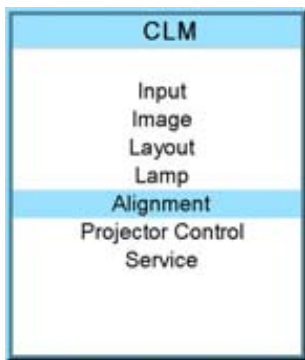 CLM
Input
Image
Layout
Lamp
Alignment
Projector Control
Service